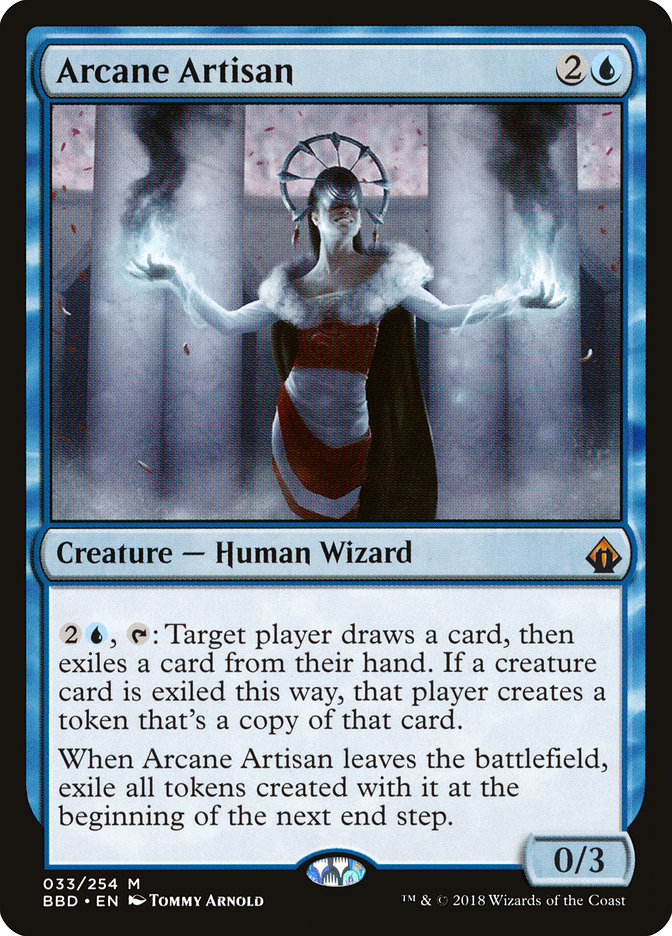 Arcane Artisan 2
Creature — Human Wizard
2, : Target player draws a card, then
exiles a card from their hand. If a creature
card is exiled this way, that player creates a
token that's a copy of that card.
When Arcane Artisan leaves the battlefield,
exile all tokens created with it at the
beginning of the next end step.
0/3
033/254 M
BBD • EN Tommy Arnold ™ & © 2018 Wizards of the Coast